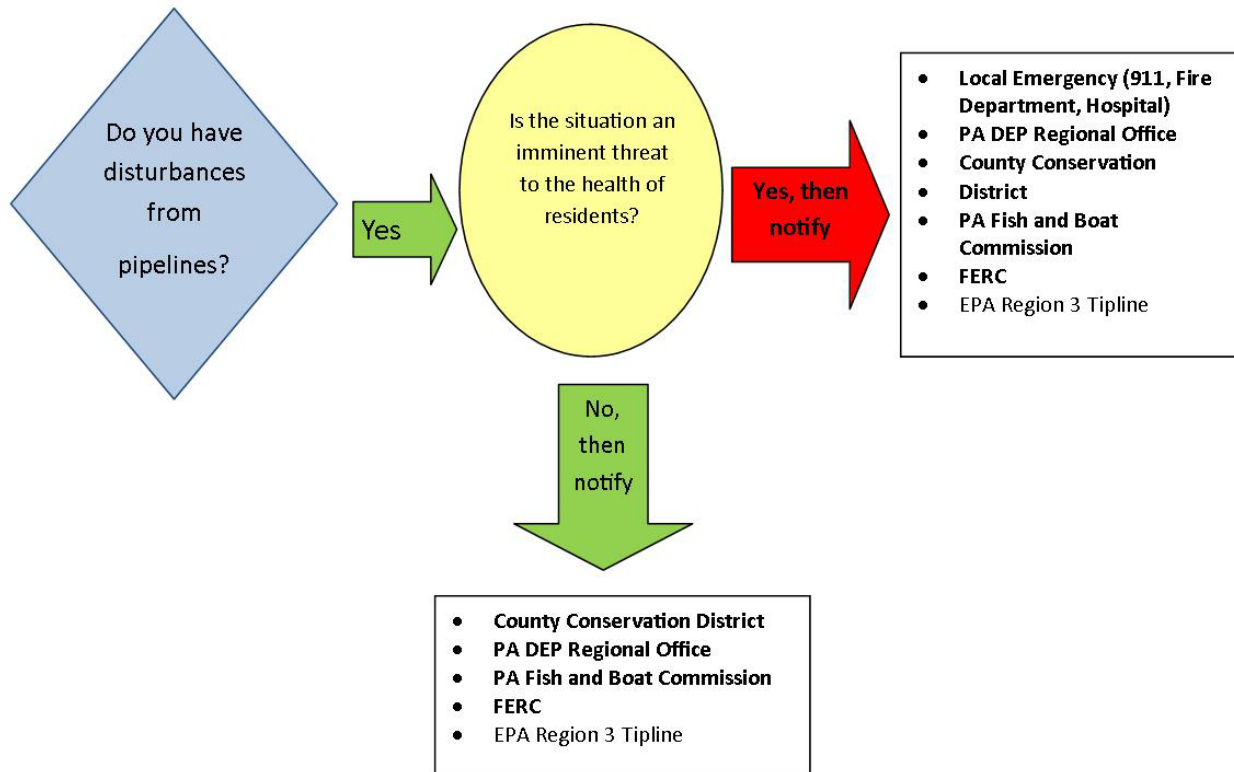 Do you have
disturbances
from
pipelines?
Yes
Is the situation an
imminent threat
to the health of
residents?
Yes, then
notify
• Local Emergency (911, Fire
Department, Hospital)
• PA DEP Regional Office
• County Conservation
• District
• PA Fish and Boat
Commission
• FERC
• EPA Region 3 Tipline
No,
then
notify
• County Conservation District
• PA DEP Regional Office
• PA Fish and Boat Commission
• FERC
• EPA Region 3 Tipline